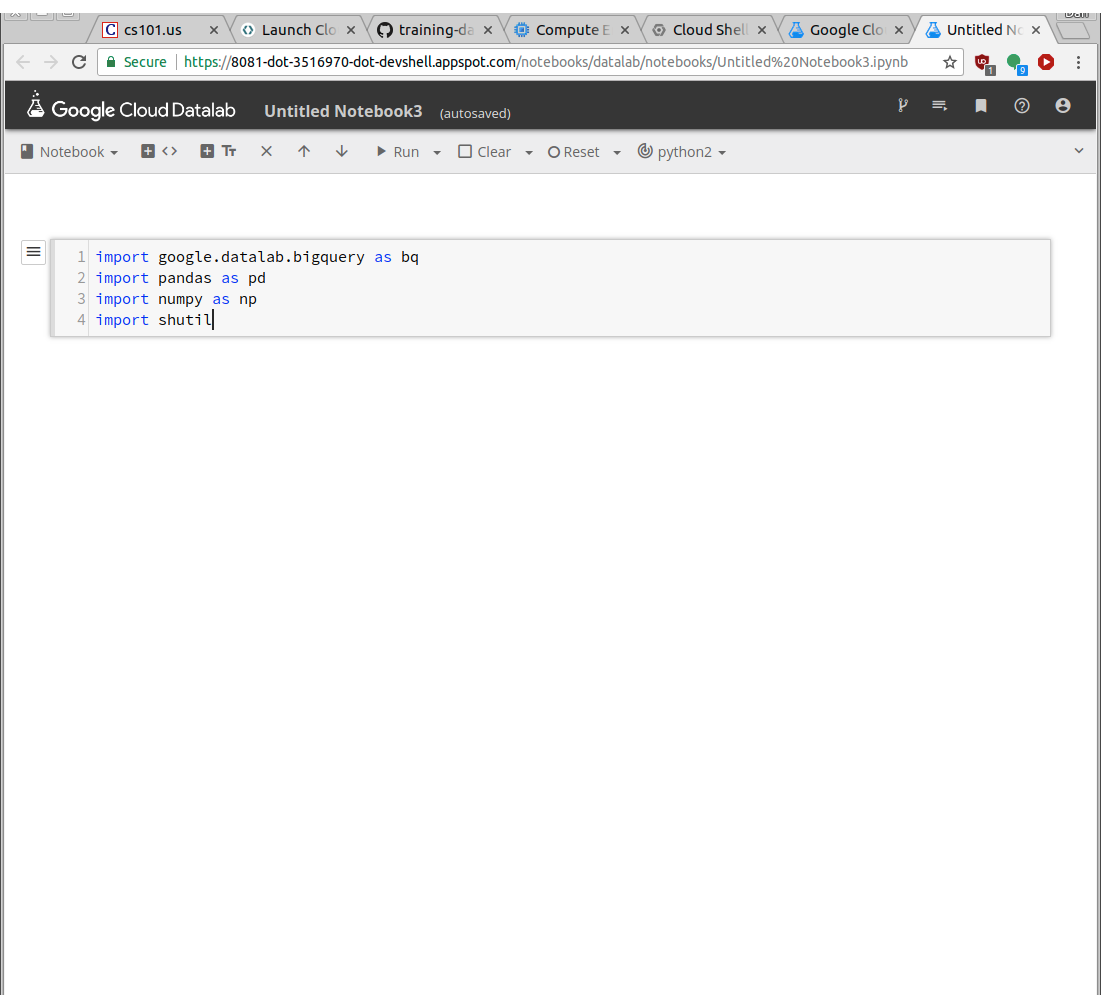 Dan
cs101.us Launch Clo training-da Compute E Cloud Shell Google Clo Untitled No
Secure https://8081-dot-3516970-dot-devshell.appspot.com/notebooks/datalab/notebooks/Untitled%20Notebook3.ipynb 1 9
Google Cloud Datalab Untitled Notebook3 (autosaved)
Notebook Run Clear Reset python2
1 import google.datalab.bigquery as bq
2 import pandas as pd
3 import numpy as np
4 import shutil